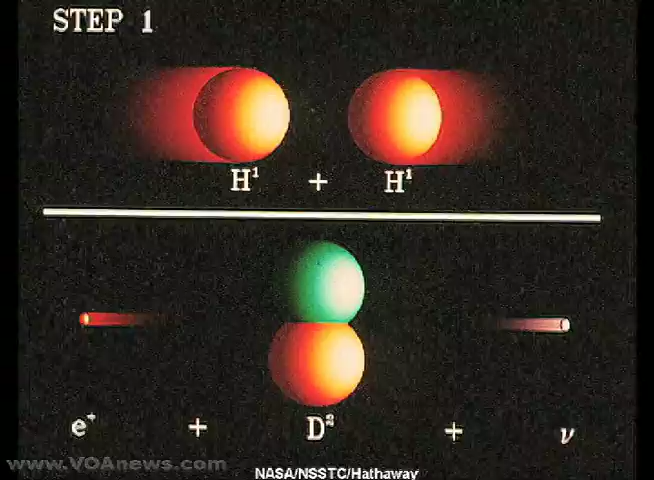 STEP 1
H¹ + H¹
e⁺ + D² + ν
www.VOAnews.com
NASA/NSSTC/Hathaway